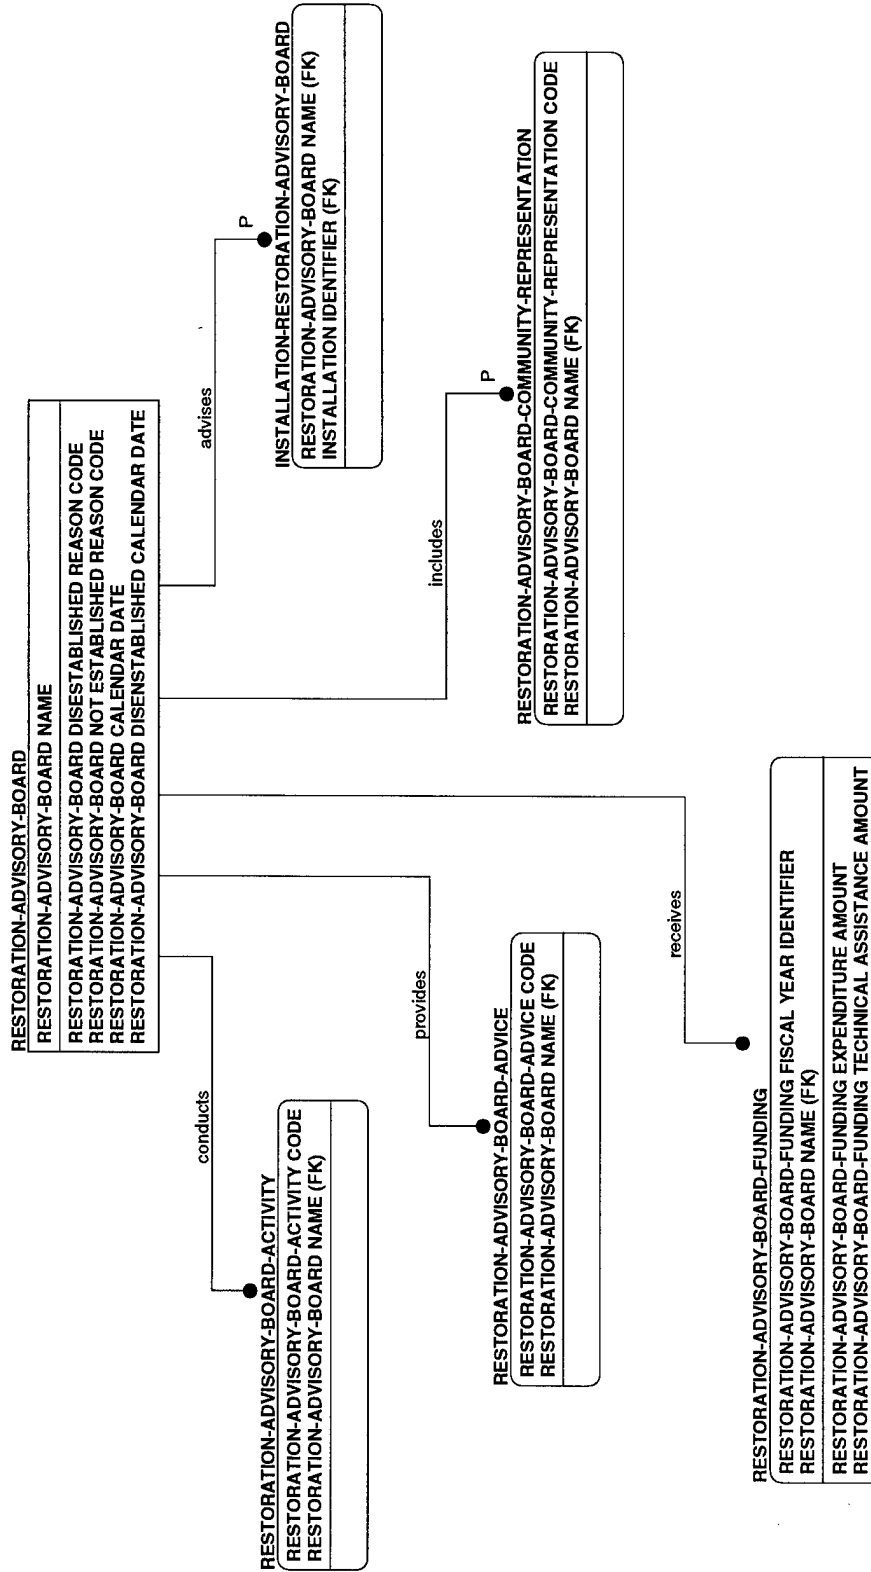 RESTORATION-ADVISORY-BOARD
RESTORATION-ADVISORY-BOARD NAME
RESTORATION-ADVISORY-BOARD DISESTABLISHED REASON CODE
RESTORATION-ADVISORY-BOARD NOT ESTABLISHED REASON CODE
RESTORATION-ADVISORY-BOARD CALENDAR DATE
RESTORATION-ADVISORY-BOARD DISENSTABLISHED CALENDAR DATE
conducts
RESTORATION-ADVISORY-BOARD-ACTIVITY
RESTORATION-ADVISORY-BOARD-ACTIVITY CODE
RESTORATION-ADVISORY-BOARD NAME (FK)
advises
P
INSTALLATION-RESTORATION-ADVISORY-BOARD
RESTORATION-ADVISORY-BOARD NAME (FK)
INSTALLATION IDENTIFIER (FK)
provides
RESTORATION-ADVISORY-BOARD-ADVICE
RESTORATION-ADVISORY-BOARD-ADVICE CODE
RESTORATION-ADVISORY-BOARD NAME (FK)
includes
P
RESTORATION-ADVISORY-BOARD-COMMUNITY-REPRESENTATION
RESTORATION-ADVISORY-BOARD-COMMUNITY-REPRESENTATION CODE
RESTORATION-ADVISORY-BOARD NAME (FK)
receives
RESTORATION-ADVISORY-BOARD-FUNDING
RESTORATION-ADVISORY-BOARD-FUNDING FISCAL YEAR IDENTIFIER
RESTORATION-ADVISORY-BOARD NAME (FK)
RESTORATION-ADVISORY-BOARD-FUNDING EXPENDITURE AMOUNT
RESTORATION-ADVISORY-BOARD-FUNDING TECHNICAL ASSISTANCE AMOUNT